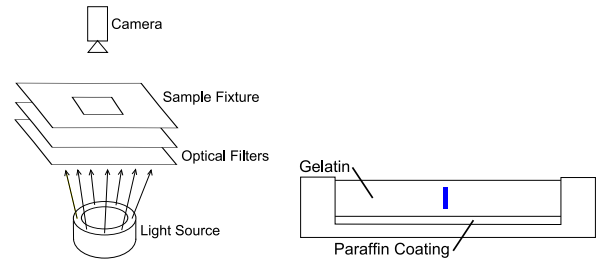 Camera
Sample Fixture
Optical Filters
Light Source
Gelatin
Paraffin Coating